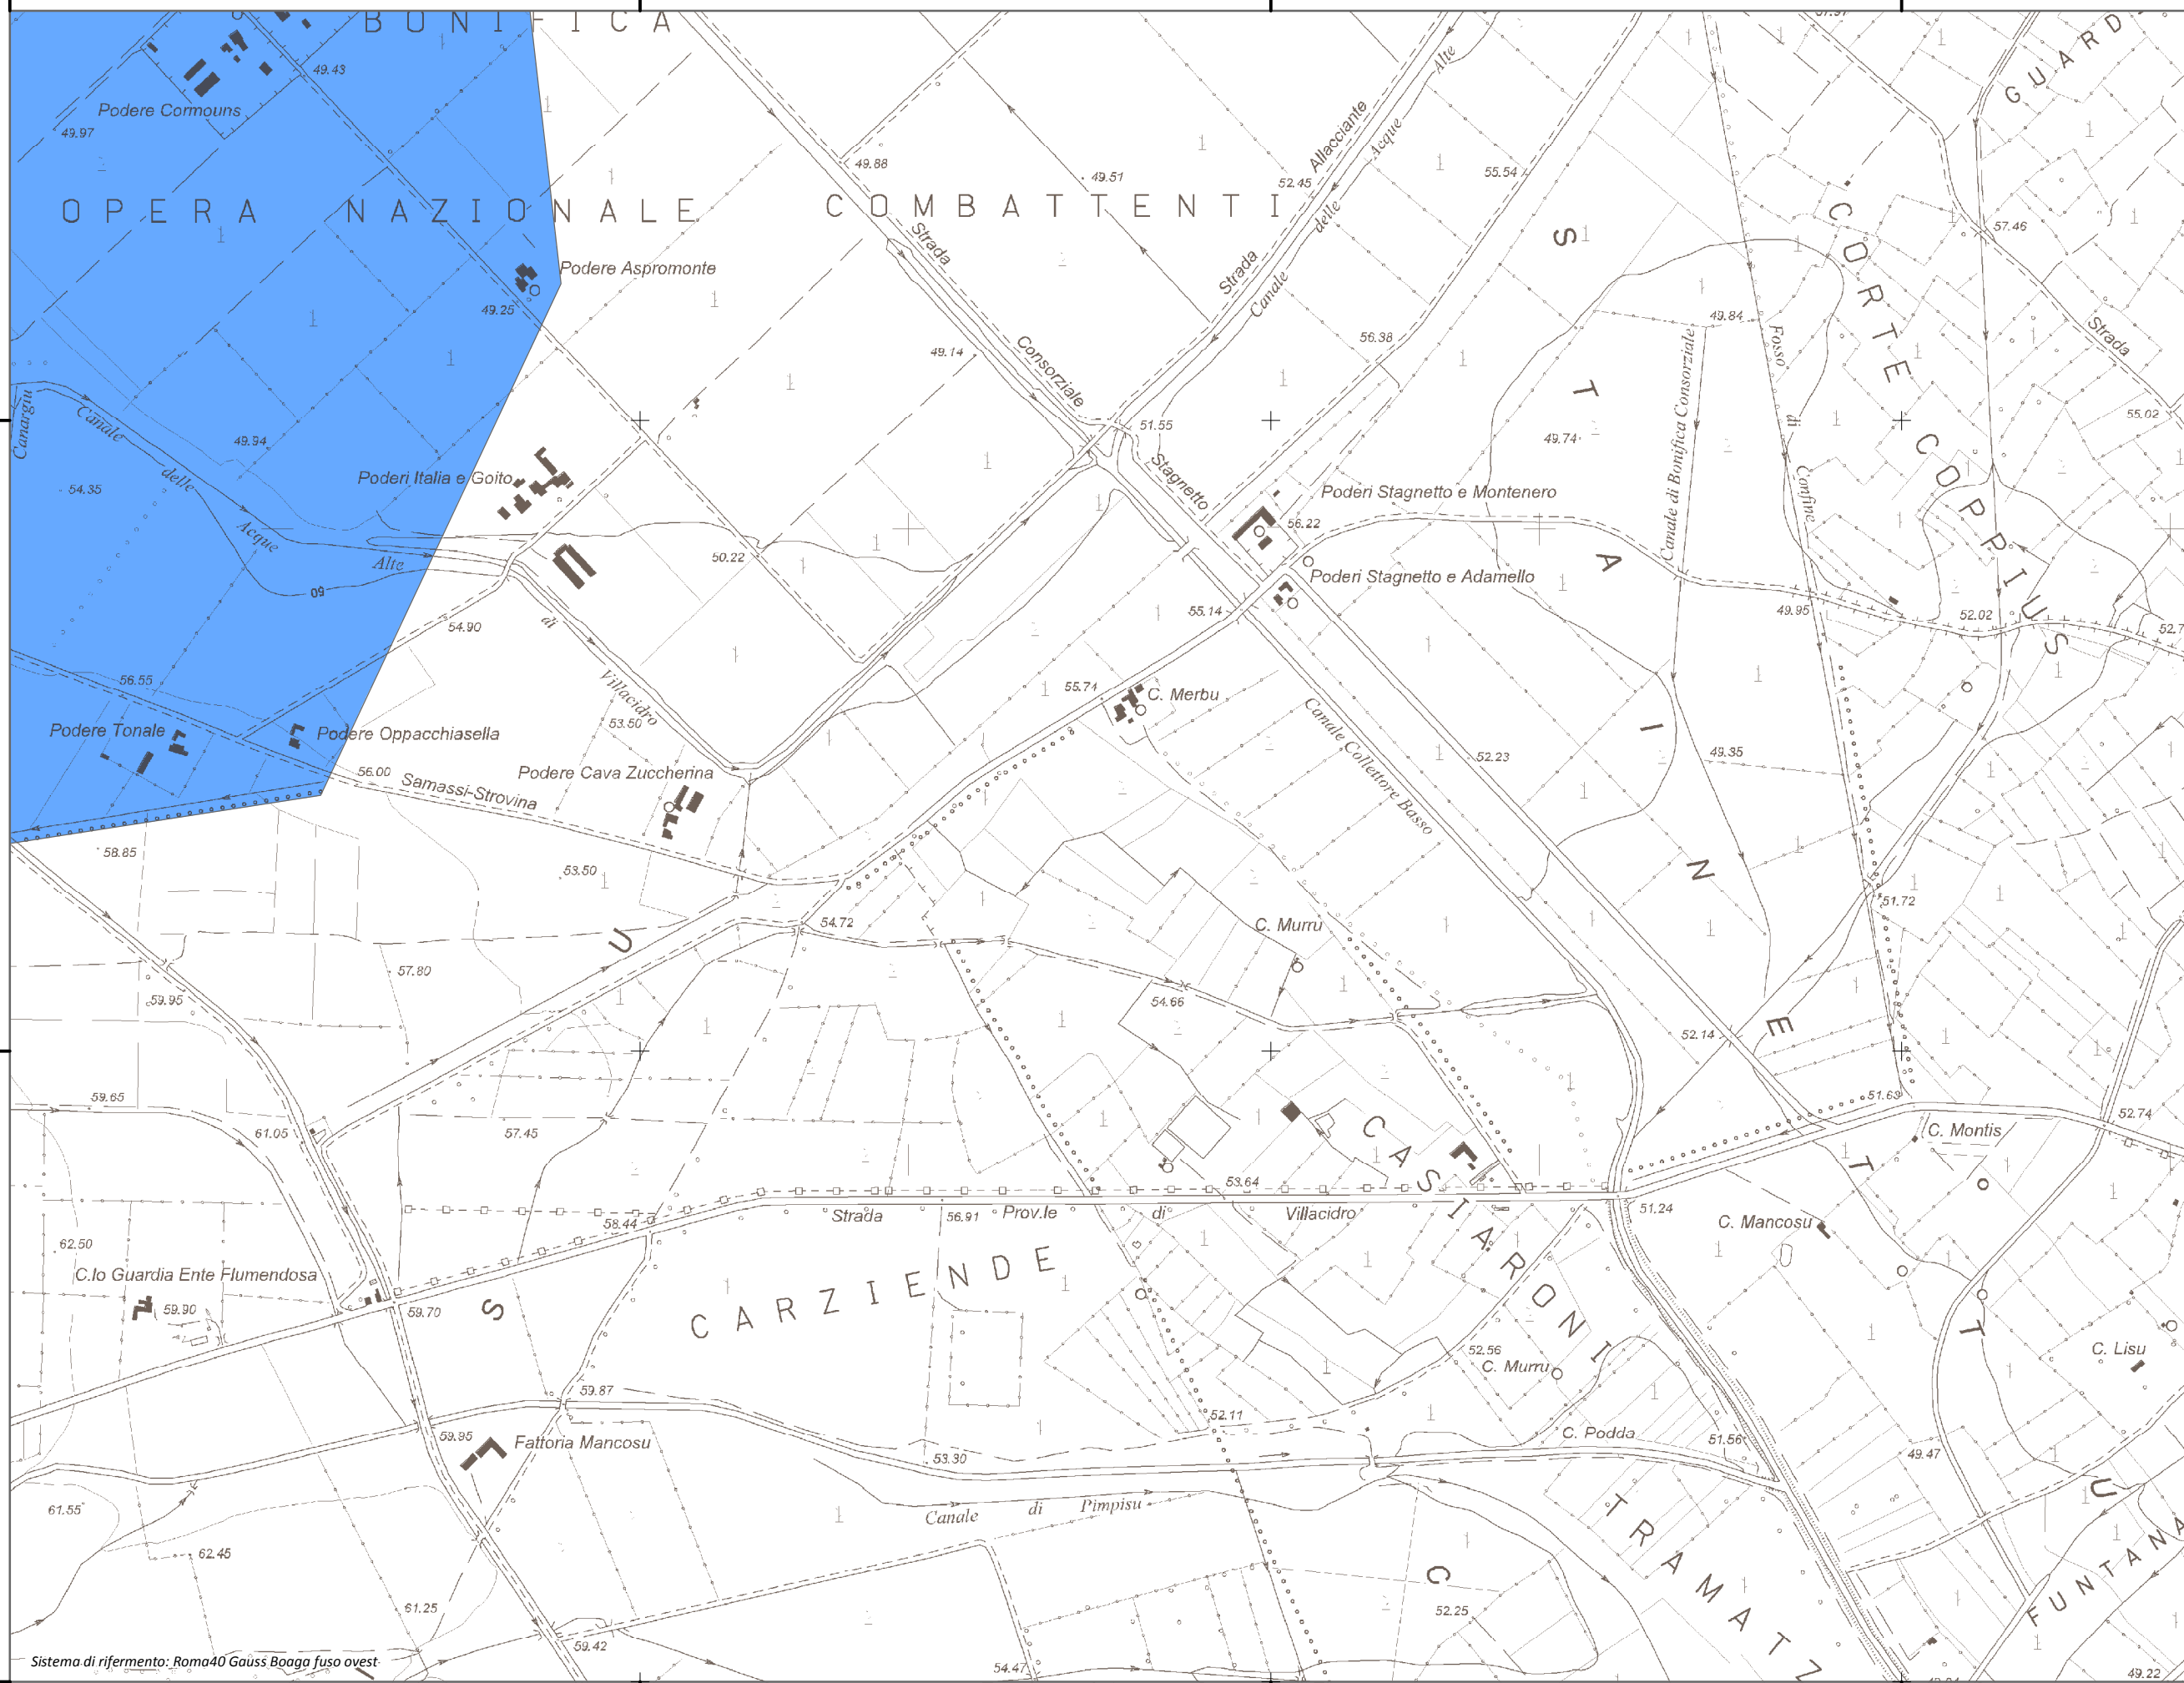 BONIFICA
GUARD
49.43
Podere Cormouns
49.97
49.88
49.51
52.45
Allacciante
Alte
Acque
delle
55.54
OPERA NAZIONALE COMBATTENTI
57.46
Podere Aspromonte
49.25
Strada
Consorziale
Stagnetto
Strada
Canale
49.14
56.38
49.84
Fosso
di
Confine
Canale di Bonifica Consorziale
CORTE COPPIUS
Strada
55.02
STAINE
Canargiu
Canale
delle
Acque
Alte
di
Villacidro
49.94
54.35
51.55
49.74
Poderi Italia e Goito
Poderi Stagnetto e Montenero
56.22
50.22
60
Poderi Stagnetto e Adamello
54.90
55.14
49.95
52.02
52.7
56.55
55.74
C. Merbu
Podere Tonale
Podere Oppacchiasella
53.50
Canale Collettore Basso
52.23
49.35
56.00
Samassi-Strovina
Podere Cava Zuccherina
58.85
53.50
54.72
C. Murru
51.72
U
57.80
59.95
54.66
52.14
59.65
61.05
57.45
51.63
52.74
C. Montis
CASIARONI
53.64
58.44
Strada
56.91
Prov.le
di
Villacidro
51.24
C. Mancosu
62.50
C.lo Guardia Ente Flumendosa
59.90
59.70
S
CARZIENDE
T
T
U
52.56
C. Murru
C. Lisu
59.87
52.11
59.95
Fattoria Mancosu
53.30
C. Podda
51.56
49.47
61.55
Canale
di
Pimpisu
62.45
TRAMATZ
FUNTANA
C
61.25
52.25
59.42
54.47
49.22
Sistema di rifermento: Roma40 Gauss Boaga fuso ovest